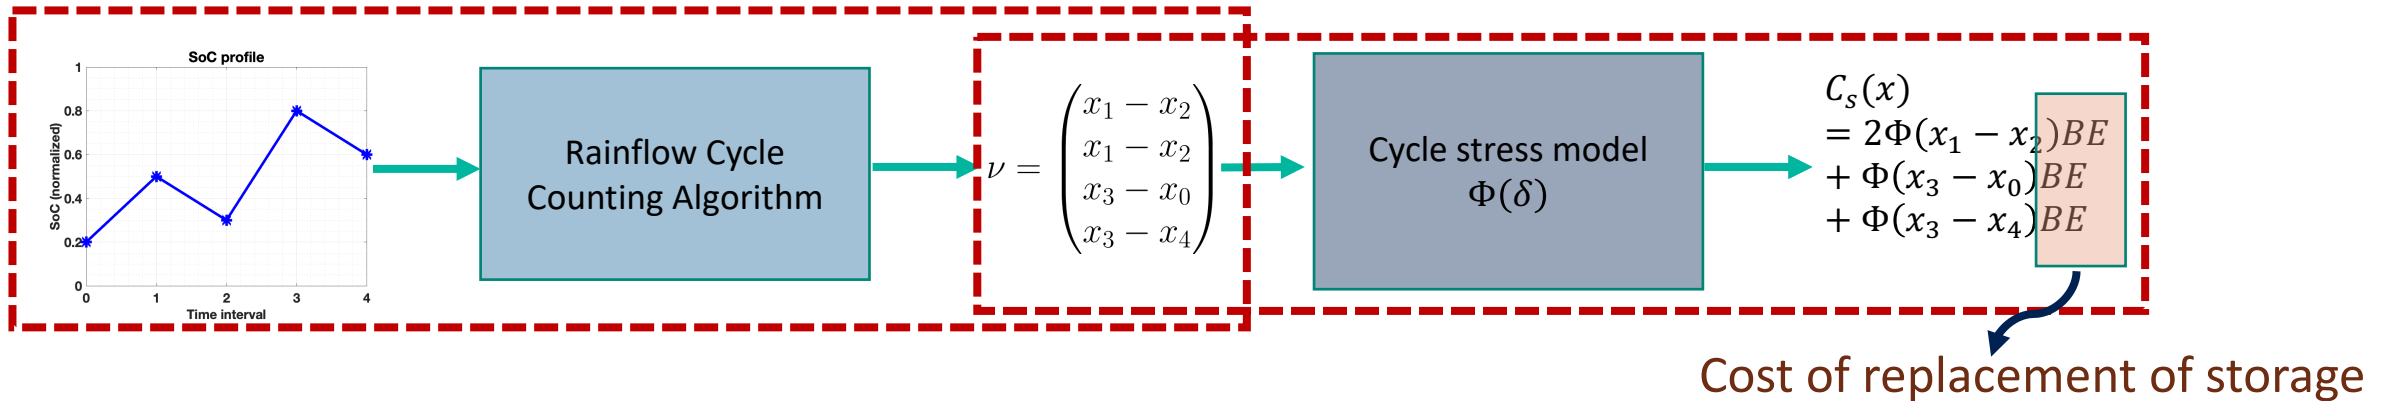 SoC profile
SoC (normalized)
1
0.8
0.6
0.4
0.2
0
0 1 2 3 4
Time interval
Rainflow Cycle
Counting Algorithm
ν =
x₁ − x₂
x₁ − x₂
x₃ − x₀
x₃ − x₄
Cycle stress model
Φ(δ)
Cₛ(x)
= 2Φ(x₁ − x₂)BE
+ Φ(x₃ − x₀)BE
+ Φ(x₃ − x₄)BE
Cost of replacement of storage